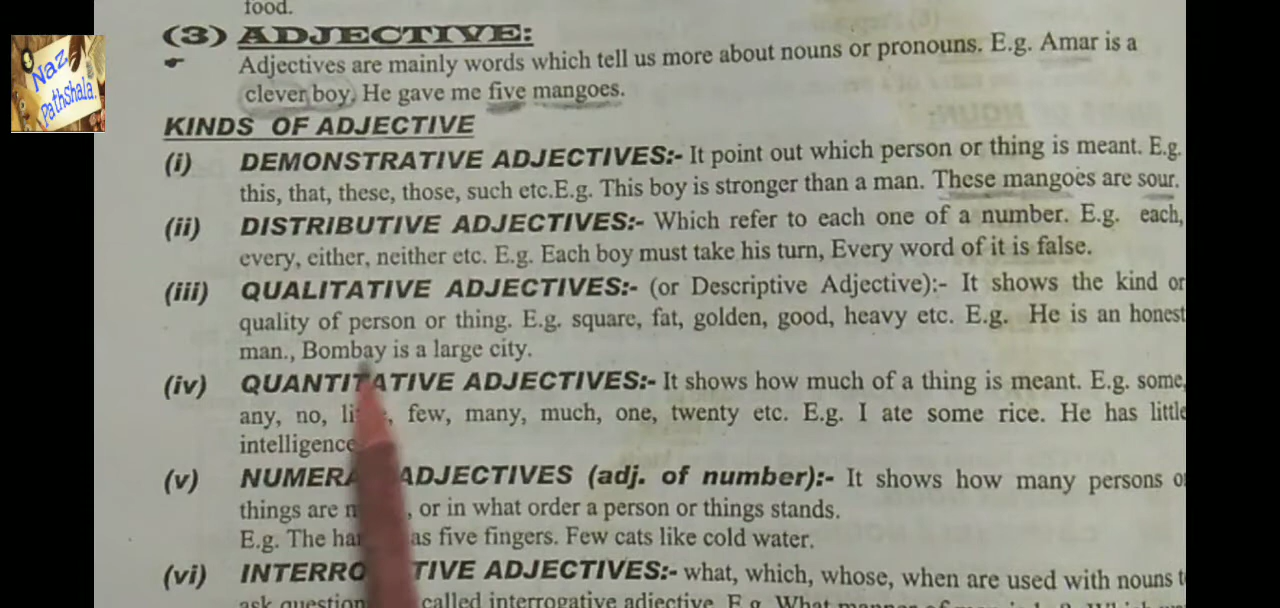 food.
Naz
Pathshala.
(3) ADJECTIVE:
Adjectives are mainly words which tell us more about nouns or pronouns. E.g. Amar is a
clever boy. He gave me five mangoes.
KINDS OF ADJECTIVE
(i) DEMONSTRATIVE ADJECTIVES:- It point out which person or thing is meant. E.g.
this, that, these, those, such etc.E.g. This boy is stronger than a man. These mangoes are sour.
(ii) DISTRIBUTIVE ADJECTIVES:- Which refer to each one of a number. E.g. each,
every, either, neither etc. E.g. Each boy must take his turn, Every word of it is false.
(iii) QUALITATIVE ADJECTIVES:- (or Descriptive Adjective):- It shows the kind or
quality of person or thing. E.g. square, fat, golden, good, heavy etc. E.g. He is an honest
man., Bombay is a large city.
(iv) QUANTITATIVE ADJECTIVES:- It shows how much of a thing is meant. E.g. some,
any, no, few, many, much, one, twenty etc. E.g. I ate some rice. He has little
intelligence
(v) ADJECTIVES (adj. of number):- It shows how many persons
things are , or in what order a person or things stands.
E.g. The five fingers. Few cats like cold water.
(vi) ADJECTIVES:- what, which, whose, when are used with nouns
ask called interrogative adjective. E.g. What